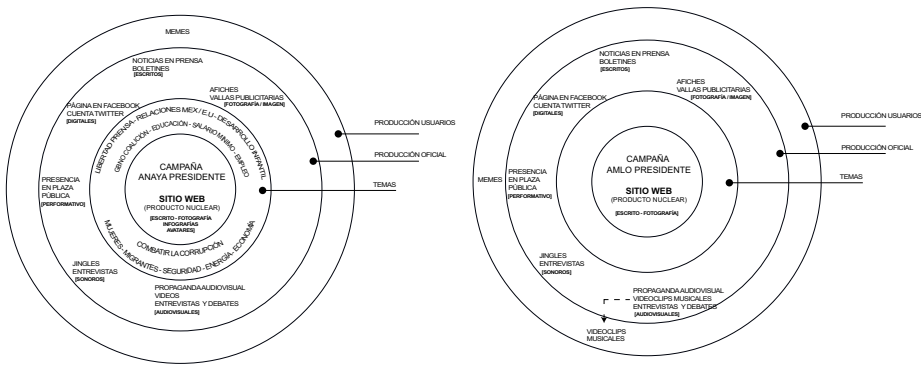 MEMES
NOTICIAS EN PRENSA
BOLETINES
[ESCRITOS]
AFICHES
VALLAS PUBLICITARIAS
[FOTOGRAFÍA / IMAGEN]
PÁGINA EN FACEBOOK
CUENTA TWITTER
[DIGITALES]
LIBERTAD PRENSA - RELACIONES MEX / E.U - DESARROLLO INFANTIL
GENO COALICIÓN - EDUCACIÓN - SALARIO MÍNIMO - EMPLEO
CAMPAÑA
ANAYA PRESIDENTE
SITIO WEB
(PRODUCTO NUCLEAR)
[ESCRITO - FOTOGRAFÍA
INFOGRAFÍAS
AVATARES]
COMBATIR LA CORRUPCIÓN
MUJERES - MIGRANTES - SEGURIDAD - ENERGÍA - ECONOMÍA
PRESENCIA
EN PLAZA
PÚBLICA
[PERFORMATIVO]
JINGLES
ENTREVISTAS
[SONOROS]
PROPAGANDA AUDIOVISUAL
VIDEOS
ENTREVISTAS Y DEBATES
[AUDIOVISUALES]
PRODUCCIÓN USUARIOS
PRODUCCIÓN OFICIAL
TEMAS
NOTICIAS EN PRENSA
BOLETINES
[ESCRITOS]
AFICHES
VALLAS PUBLICITARIAS
[FOTOGRAFÍA / IMAGEN]
PÁGINA EN FACEBOOK
CUENTA TWITTER
[DIGITALES]
CAMPAÑA
AMLO PRESIDENTE
SITIO WEB
(PRODUCTO NUCLEAR)
[ESCRITO - FOTOGRAFÍA]
MEMES
PRESENCIA
EN PLAZA
PÚBLICA
[PERFORMATIVO]
JINGLES
ENTREVISTAS
[SONOROS]
PROPAGANDA AUDIOVISUAL
VIDEOCLIPS MUSICALES
ENTREVISTAS Y DEBATES
[AUDIOVISUALES]
VIDEOCLIPS
MUSICALES
PRODUCCIÓN USUARIOS
PRODUCCIÓN OFICIAL
TEMAS